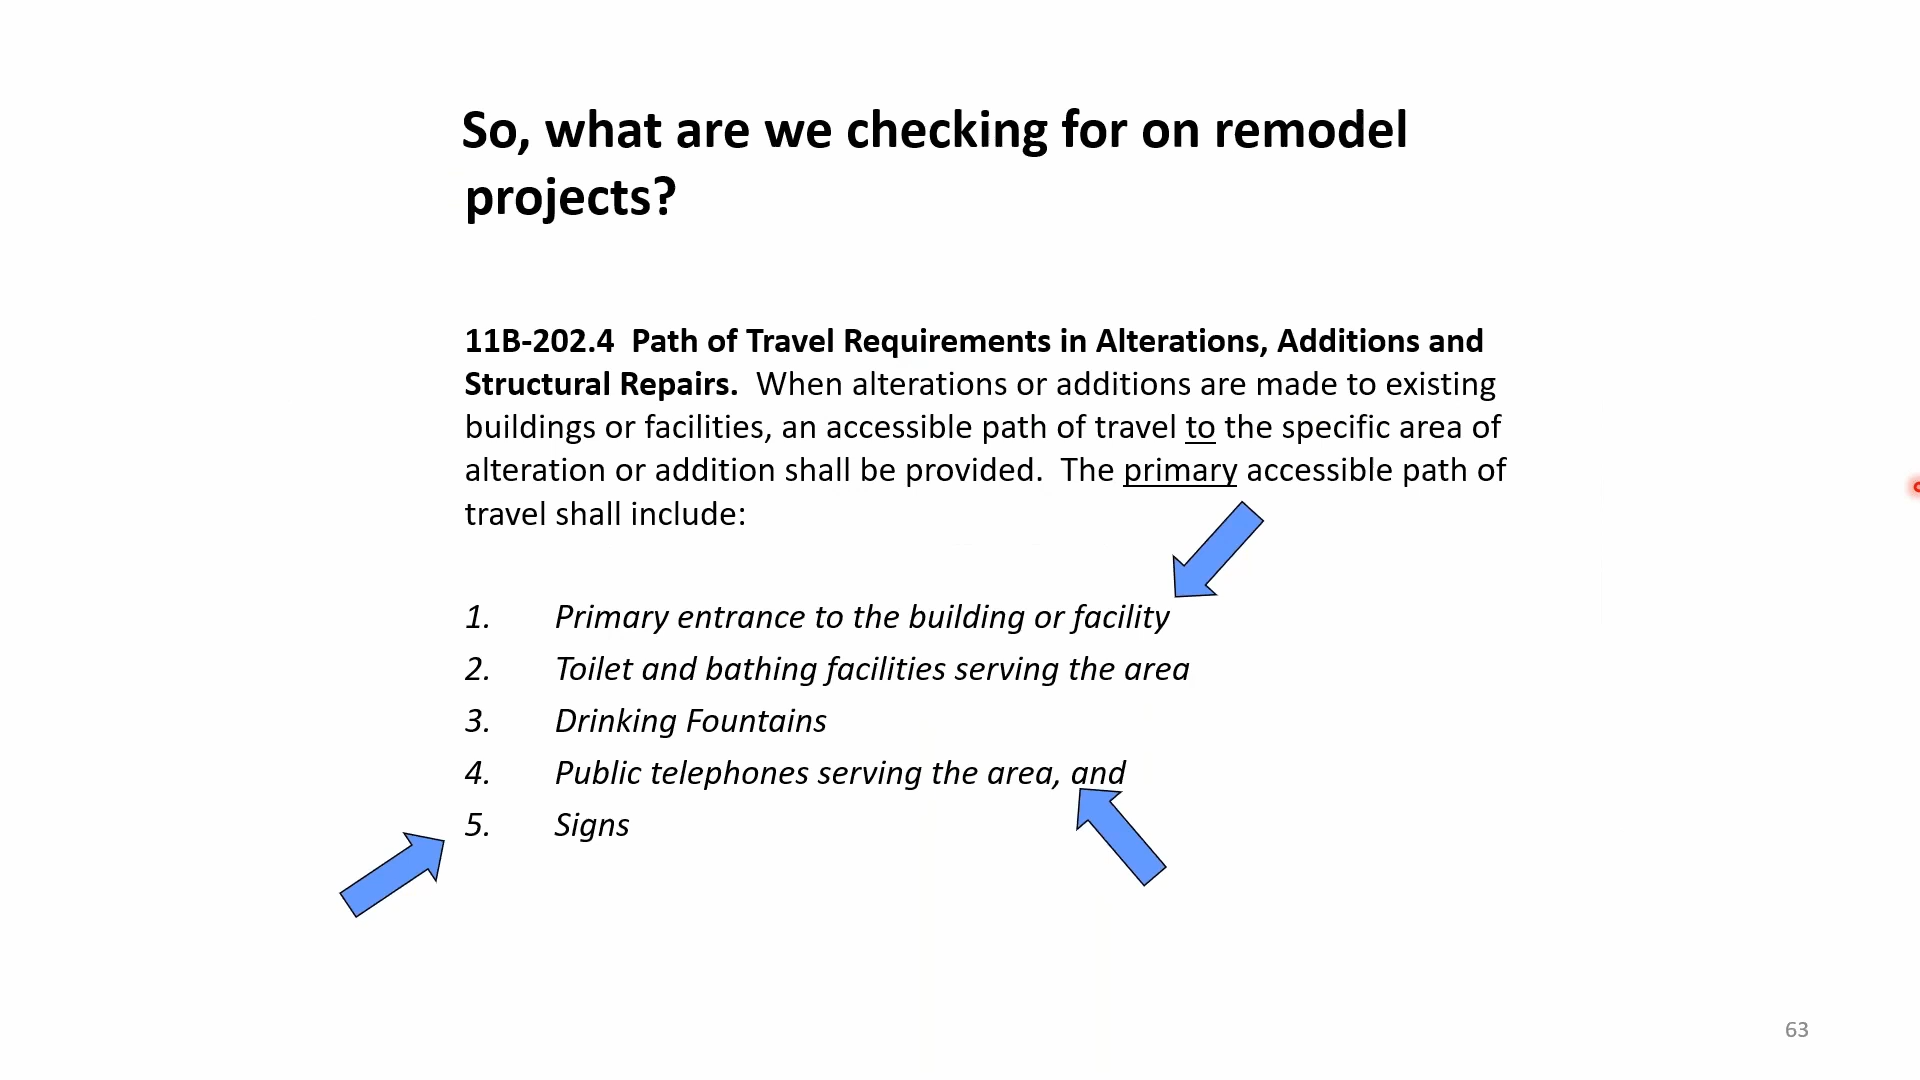 So, what are we checking for on remodel
projects?
11B-202.4  Path of Travel Requirements in Alterations, Additions and
Structural Repairs.  When alterations or additions are made to existing
buildings or facilities, an accessible path of travel to the specific area of
alteration or addition shall be provided.  The primary accessible path of
travel shall include:
1. Primary entrance to the building or facility
2. Toilet and bathing facilities serving the area
3. Drinking Fountains
4. Public telephones serving the area, and
5. Signs
63